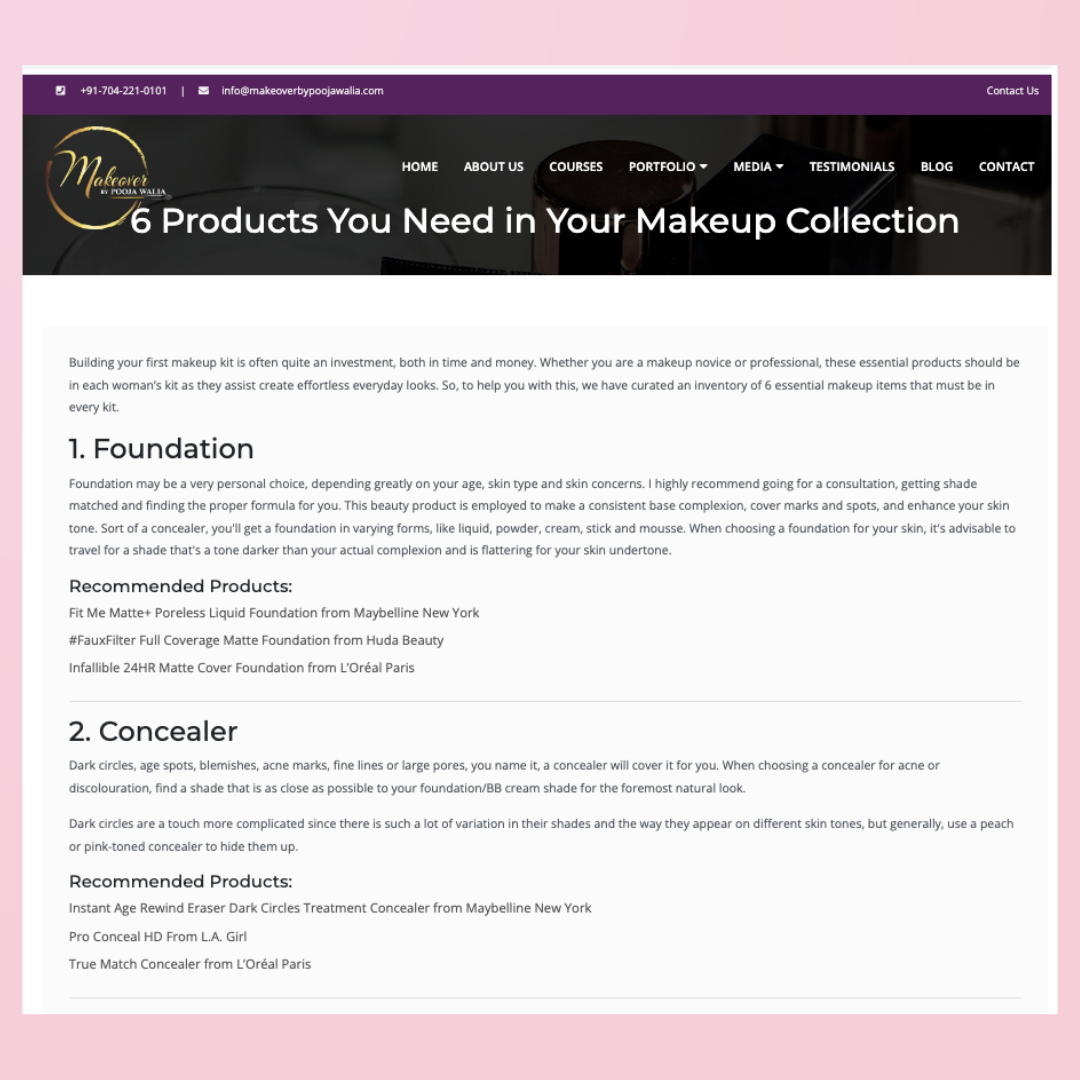 +91-704-221-0101 | info@makeoverbypoojawalia.com Contact Us
Makeover
BY POOJA WALIA
HOME ABOUT US COURSES PORTFOLIO MEDIA TESTIMONIALS BLOG CONTACT
6 Products You Need in Your Makeup Collection
Building your first makeup kit is often quite an investment, both in time and money. Whether you are a makeup novice or professional, these essential products should be
in each woman’s kit as they assist create effortless everyday looks. So, to help you with this, we have curated an inventory of 6 essential makeup items that must be in
every kit.
1. Foundation
Foundation may be a very personal choice, depending greatly on your age, skin type and skin concerns. I highly recommend going for a consultation, getting shade
matched and finding the proper formula for you. This beauty product is employed to make a consistent base complexion, cover marks and spots, and enhance your skin
tone. Sort of a concealer, you'll get a foundation in varying forms, like liquid, powder, cream, stick and mousse. When choosing a foundation for your skin, it's advisable to
travel for a shade that's a tone darker than your actual complexion and is flattering for your skin undertone.
Recommended Products:
Fit Me Matte+ Poreless Liquid Foundation from Maybelline New York
#FauxFilter Full Coverage Matte Foundation from Huda Beauty
Infallible 24HR Matte Cover Foundation from L’Oréal Paris
2. Concealer
Dark circles, age spots, blemishes, acne marks, fine lines or large pores, you name it, a concealer will cover it for you. When choosing a concealer for acne or
discolouration, find a shade that is as close as possible to your foundation/BB cream shade for the foremost natural look.
Dark circles are a touch more complicated since there is such a lot of variation in their shades and the way they appear on different skin tones, but generally, use a peach
or pink-toned concealer to hide them up.
Recommended Products:
Instant Age Rewind Eraser Dark Circles Treatment Concealer from Maybelline New York
Pro Conceal HD From L.A. Girl
True Match Concealer from L’Oréal Paris